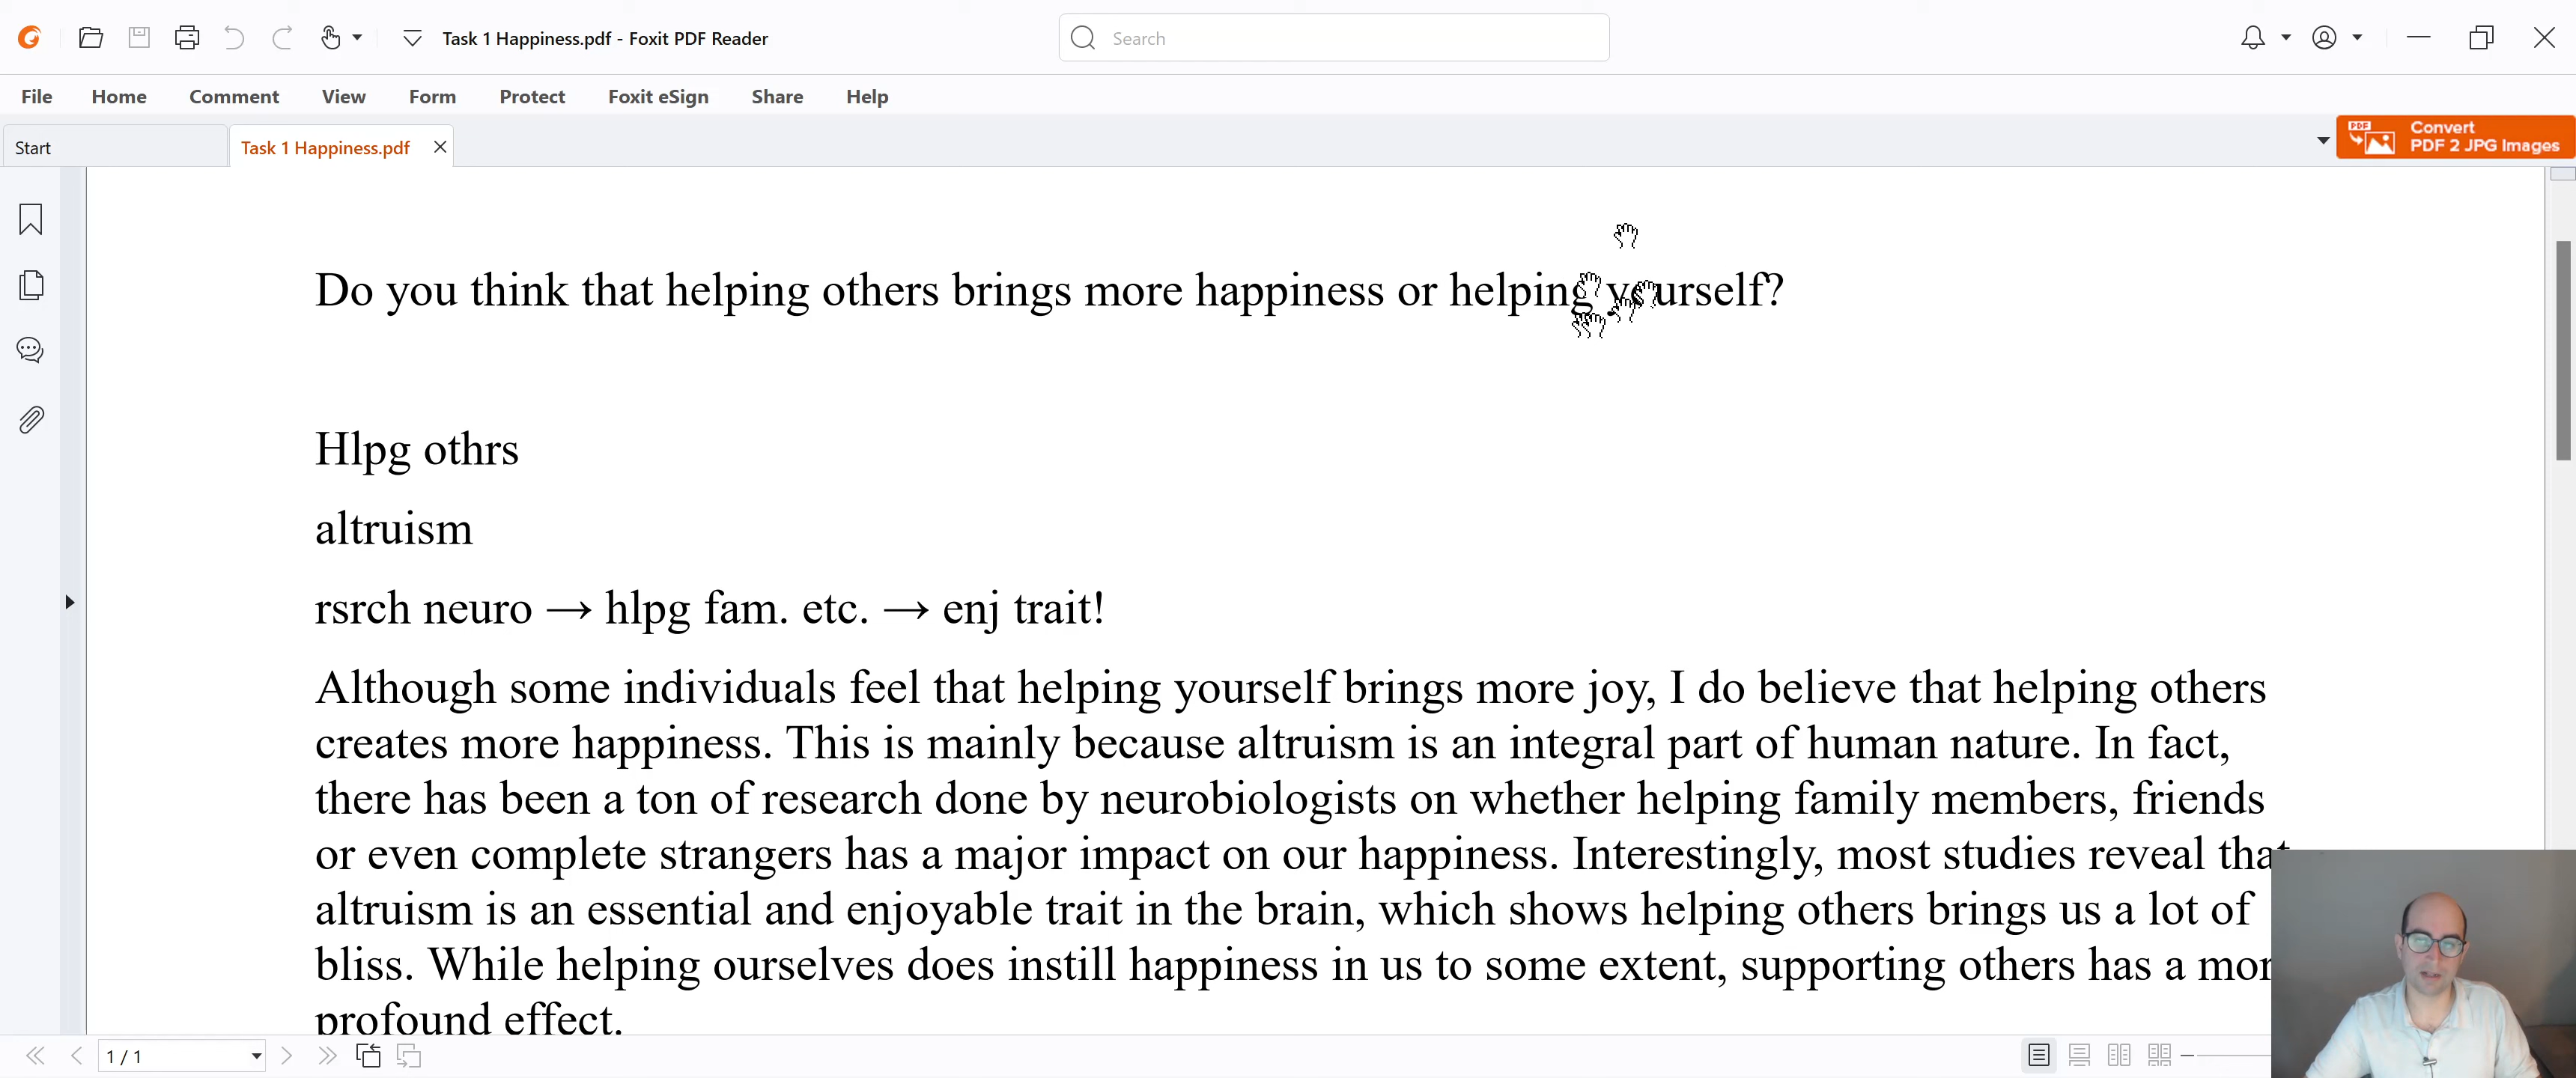 Task 1 Happiness.pdf - Foxit PDF Reader
Search
File Home Comment View Form Protect Foxit eSign Share Help
Start
Task 1 Happiness.pdf
PDF
Convert
PDF 2 JPG Images
Do you think that helping others brings more happiness or helping yourself?
Hlpg othrs
altruism
rsrch neuro → hlpg fam. etc. → enj trait!
Although some individuals feel that helping yourself brings more joy, I do believe that helping others
creates more happiness. This is mainly because altruism is an integral part of human nature. In fact,
there has been a ton of research done by neurobiologists on whether helping family members, friends
or even complete strangers has a major impact on our happiness. Interestingly, most studies reveal that
altruism is an essential and enjoyable trait in the brain, which shows helping others brings us a lot of
bliss. While helping ourselves does instill happiness in us to some extent, supporting others has a mor
profound effect.
1 / 1